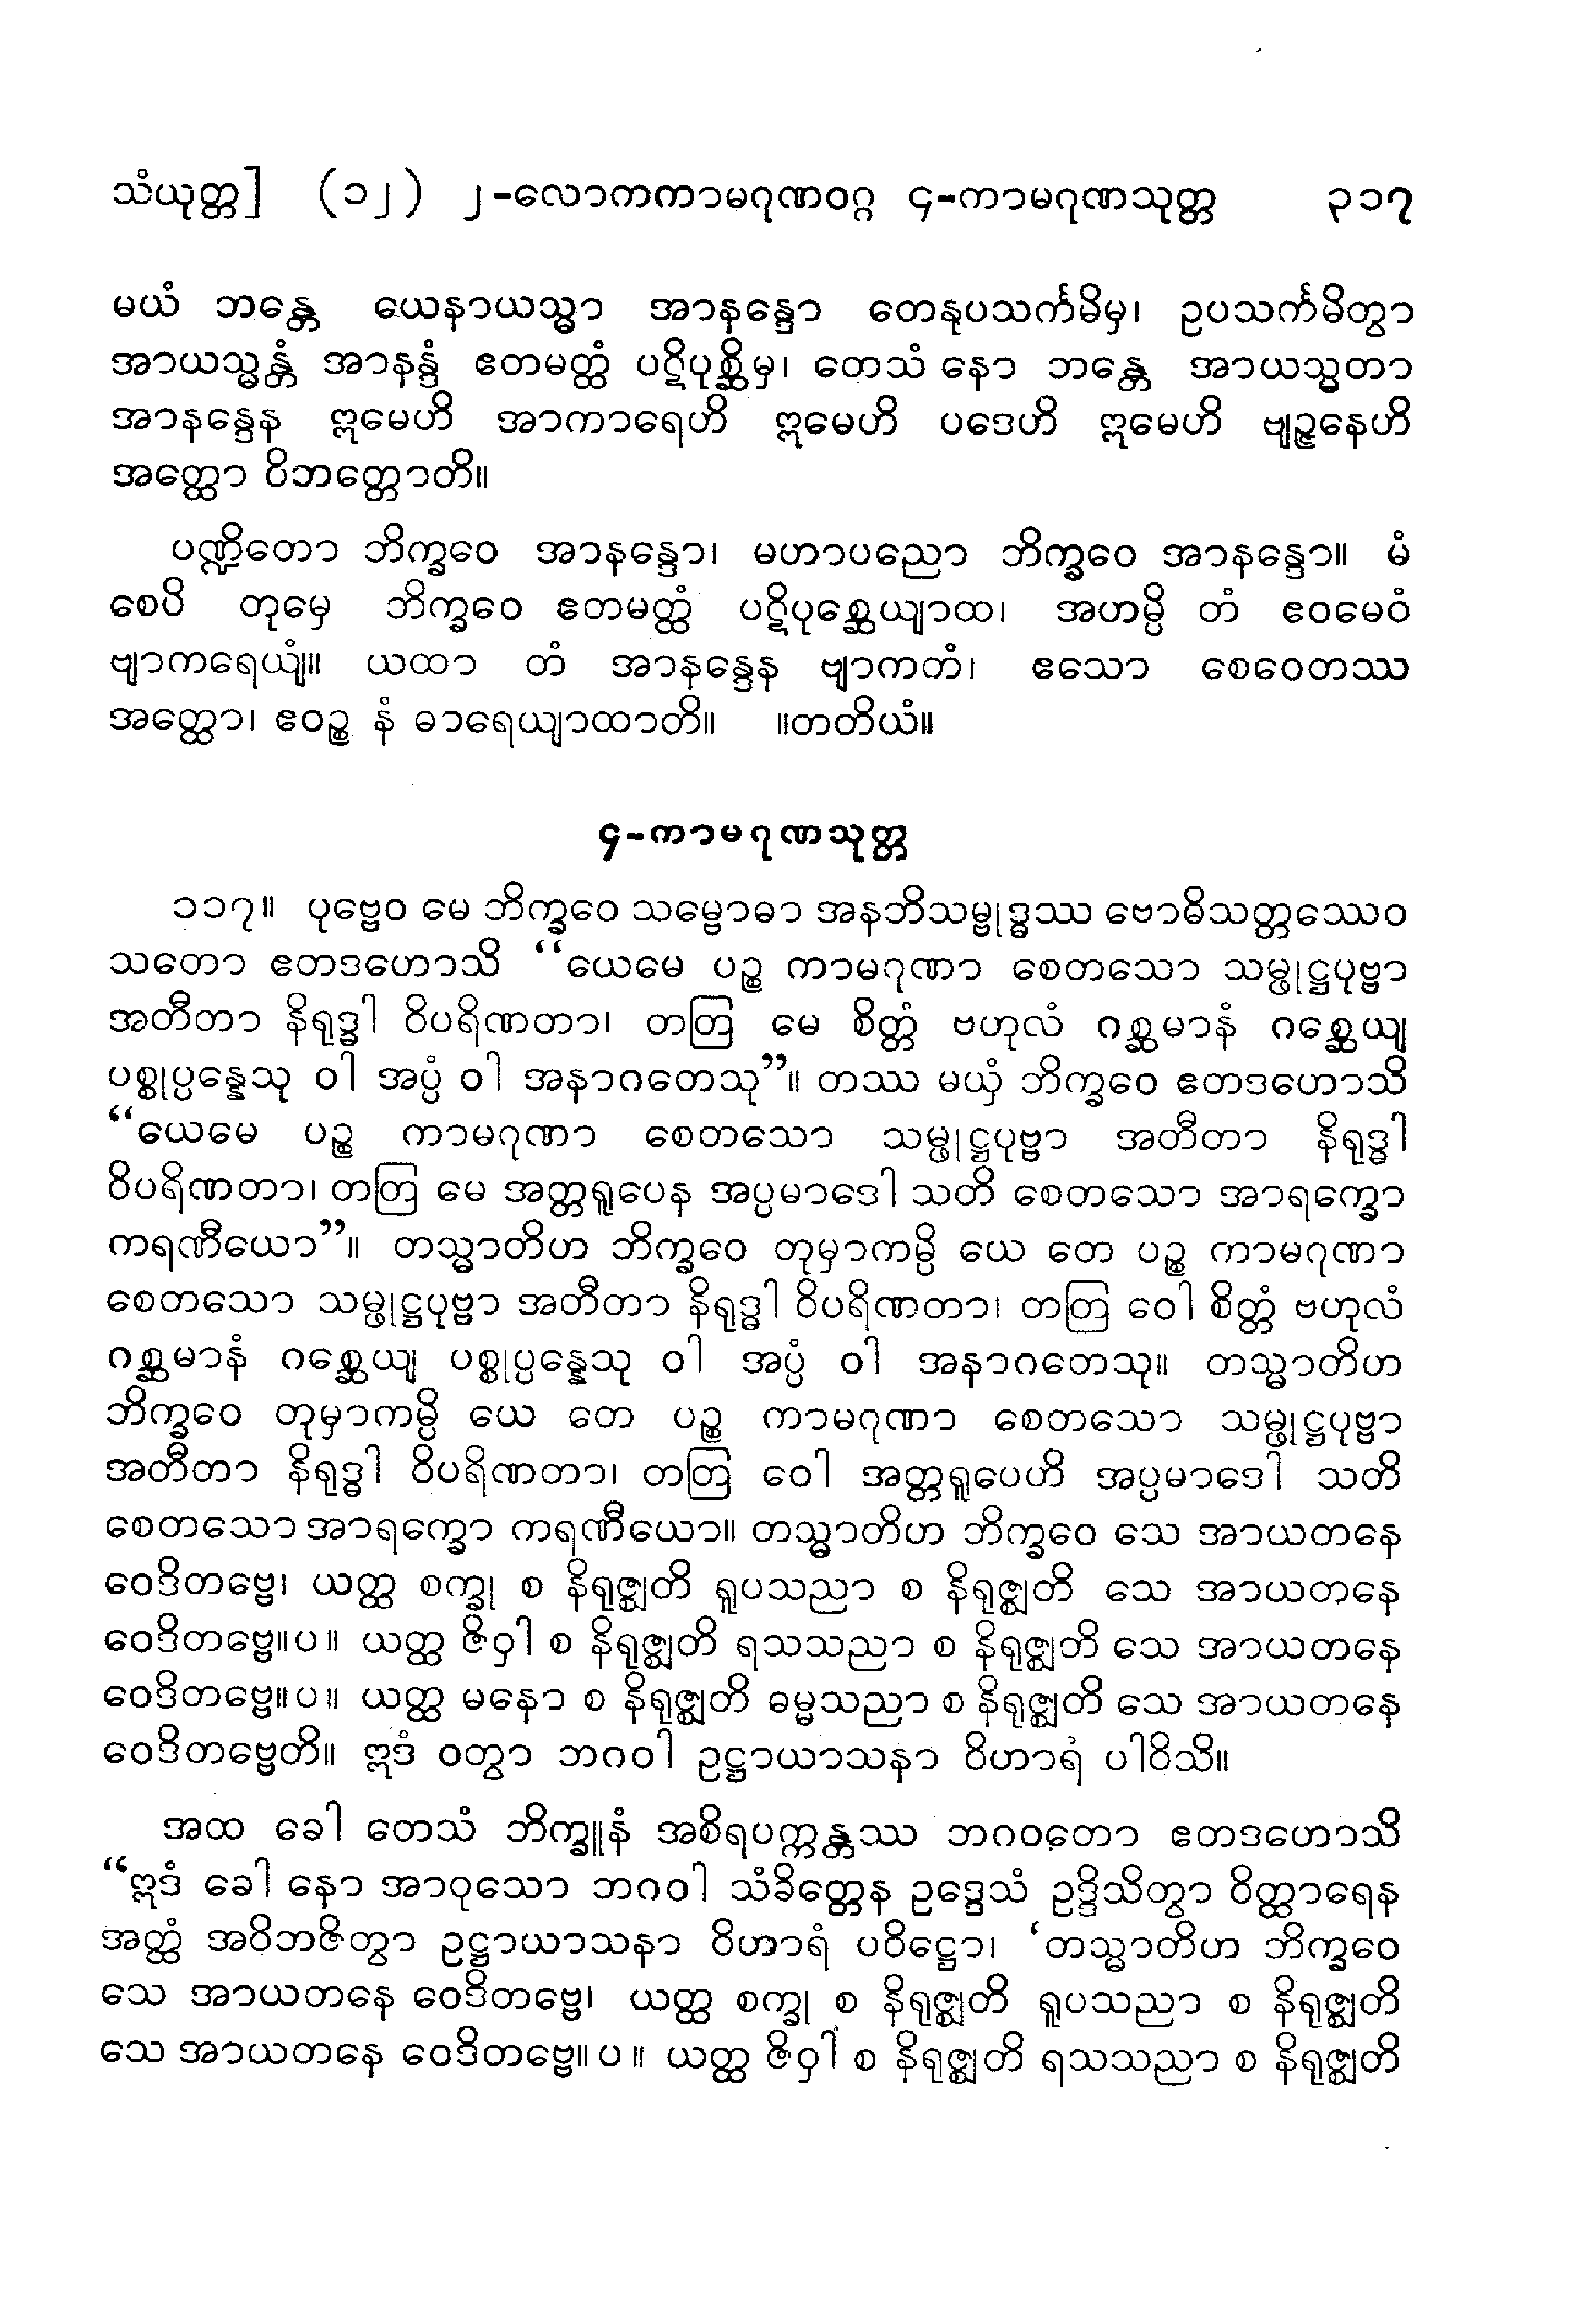 သံယုတ္တ] (၁၂) ၂-လောကကာမဂုဏဝဂ္ဂ ၄-ကာမဂုဏသုတ္တ ၃၁၇
မယံ ဘန္တေ ယေနာယသ္မာ အာနန္ဒော တေနုပသင်္ကမိမှ၊ ဥပသင်္ကမိတွာ
အာယသ္မန္တံ အာနန္ဒံ ဧတမတ္ထံ ပဋိပုစ္ဆိမှ၊ တေသံ နော ဘန္တေ အာယသ္မတာ
အာနန္ဒေန ဣမေဟိ အာကာရေဟိ ဣမေဟိ ပဒေဟိ ဣမေဟိ ဗျဉ္ဇနေဟိ
အတ္ထော ဝိဘတ္တောတိ။
ပဏ္ဍိတော ဘိက္ခဝေ အာနန္ဒော၊ မဟာပညော ဘိက္ခဝေ အာနန္ဒော။ မံ
စေပိ တုမှေ ဘိက္ခဝေ ဧတမတ္ထံ ပဋိပုစ္ဆေယျာထ၊ အဟမ္ပိ တံ ဧဝမေဝံ
ဗျာကရေယျံ။ ယထာ တံ အာနန္ဒေန ဗျာကတံ၊ ဧသော စေဝေတဿ
အတ္ထော၊ ဧဝဉ္စ နံ ဓာရေယျာထာတိ။ ။တတိယံ။
၄-ကာမဂုဏသုတ္တ
၁၁၇။ ပုဗ္ဗေဝ မေ ဘိက္ခဝေ သမ္ဗောဓာ အနဘိသမ္ဗုဒ္ဓဿ ဗောဓိသတ္တဿေဝ
သတော ဧတဒဟောသိ “ယေမေ ပဉ္စ ကာမဂုဏာ စေတသော သမ္ဖုဋ္ဌပုဗ္ဗာ
အတီတာ နိရုဒ္ဓါ ဝိပရိဏတာ၊ တတြ မေ စိတ္တံ ဗဟုလံ ဂစ္ဆမာနံ ဂစ္ဆေယျ
ပစ္စုပ္ပန္နေသု ဝါ အပ္ပံ ဝါ အနာဂတေသု”။ တဿ မယှံ ဘိက္ခဝေ ဧတဒဟောသိ
“ယေမေ ပဉ္စ ကာမဂုဏာ စေတသော သမ္ဖုဋ္ဌပုဗ္ဗာ အတီတာ နိရုဒ္ဓါ
ဝိပရိဏတာ၊ တတြ မေ အတ္တရူပေန အပ္ပမာဒေါ သတိ စေတသော အာရက္ခော
ကရဏီယော”။ တသ္မာတိဟ ဘိက္ခဝေ တုမှာကမ္ပိ ယေ တေ ပဉ္စ ကာမဂုဏာ
စေတသော သမ္ဖုဋ္ဌပုဗ္ဗာ အတီတာ နိရုဒ္ဓါ ဝိပရိဏတာ၊ တတြ ဝေါ စိတ္တံ ဗဟုလံ
ဂစ္ဆမာနံ ဂစ္ဆေယျ ပစ္စုပ္ပန္နေသု ဝါ အပ္ပံ ဝါ အနာဂတေသု။ တသ္မာတိဟ
ဘိက္ခဝေ တုမှာကမ္ပိ ယေ တေ ပဉ္စ ကာမဂုဏာ စေတသော သမ္ဖုဋ္ဌပုဗ္ဗာ
အတီတာ နိရုဒ္ဓါ ဝိပရိဏတာ၊ တတြ ဝေါ အတ္တရူပေဟိ အပ္ပမာဒေါ သတိ
စေတသော အာရက္ခော ကရဏီယော။ တသ္မာတိဟ ဘိက္ခဝေ သေ အာယတနေ
ဝေဒိတဗ္ဗေ၊ ယတ္ထ စက္ခု စ နိရုဇ္ဈတိ ရူပသညာ စ နိရုဇ္ဈတိ သေ အာယတနေ
ဝေဒိတဗ္ဗေ။ပ။ ယတ္ထ ဇိဝှါ စ နိရုဇ္ဈတိ ရသသညာ စ နိရုဇ္ဈတိ သေ အာယတနေ
ဝေဒိတဗ္ဗေ။ပ။ ယတ္ထ မနော စ နိရုဇ္ဈတိ ဓမ္မသညာ စ နိရုဇ္ဈတိ သေ အာယတနေ
ဝေဒိတဗ္ဗေတိ။ ဣဒံ ဝတွာ ဘဂဝါ ဥဋ္ဌာယာသနာ ဝိဟာရံ ပါဝိသိ။
အထ ခေါ တေသံ ဘိက္ခူနံ အစိရပက္ကန္တဿ ဘဂဝတော ဧတဒဟောသိ
“ဣဒံ ခေါ နော အာဝုသော ဘဂဝါ သံခိတ္တေန ဥဒ္ဒေသံ ဥဒ္ဒိသိတွာ ဝိတ္ထာရေန
အတ္ထံ အဝိဘဇိတွာ ဥဋ္ဌာယာသနာ ဝိဟာရံ ပဝိဋ္ဌော၊ ‘တသ္မာတိဟ ဘိက္ခဝေ
သေ အာယတနေ ဝေဒိတဗ္ဗေ၊ ယတ္ထ စက္ခု စ နိရုဇ္ဈတိ ရူပသညာ စ နိရုဇ္ဈတိ
သေ အာယတနေ ဝေဒိတဗ္ဗေ။ပ။ ယတ္ထ ဇိဝှါ စ နိရုဇ္ဈတိ ရသသညာ စ နိရုဇ္ဈတိ